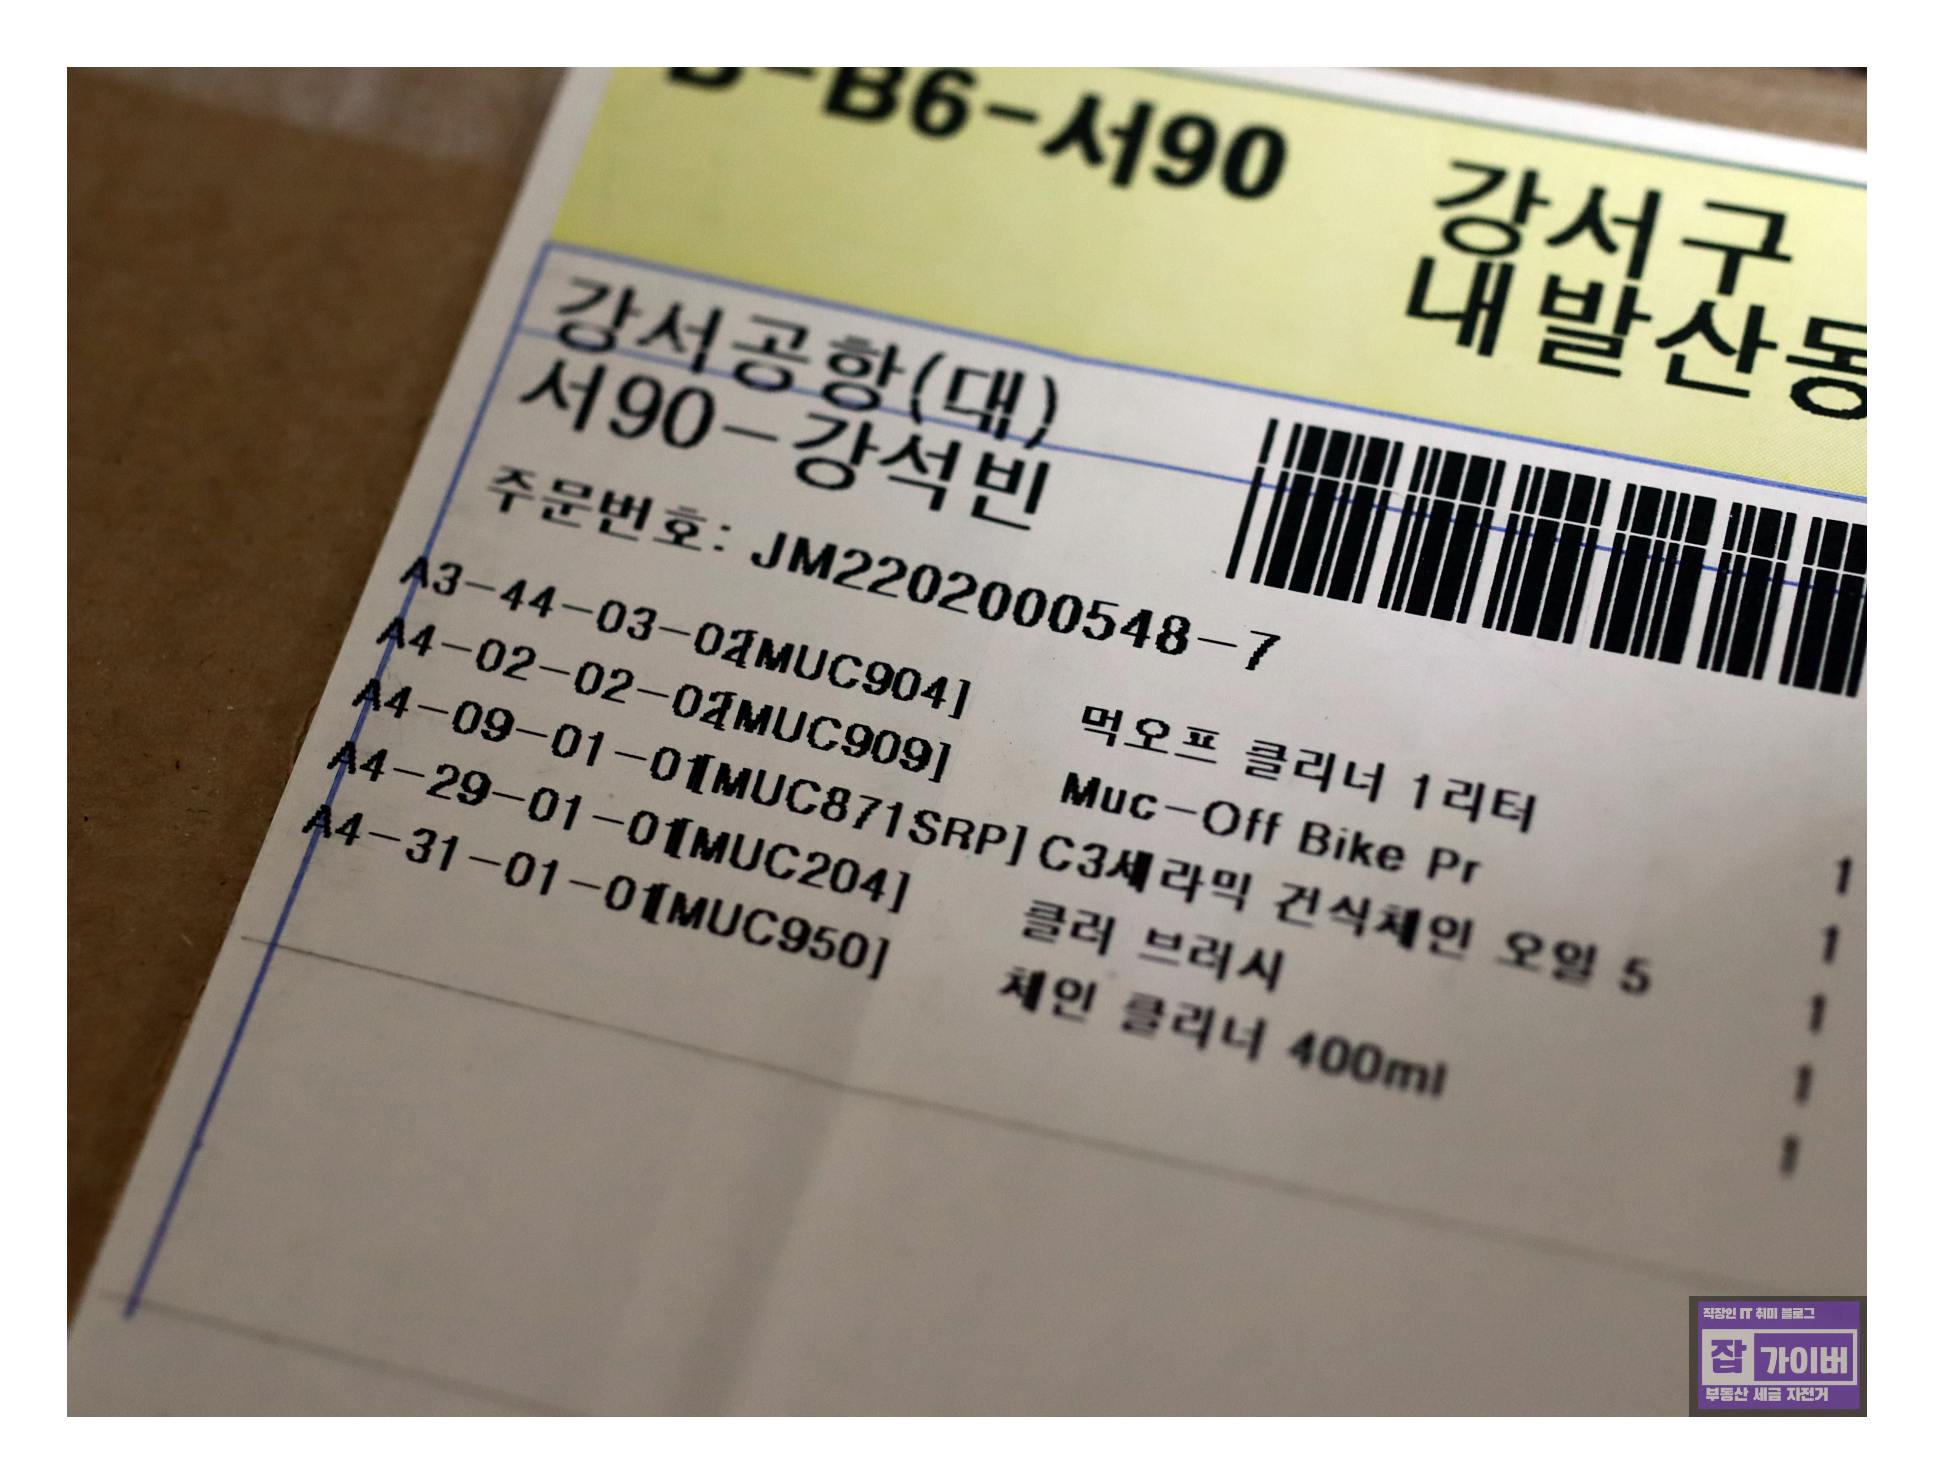 B-B6-서90
강서구
내발산동
강서공항(대)
서90-강석빈
주문번호: JM2202000548-7
A3-44-03-02[MUC904] 먹오프 클리너 1리터 1
A4-02-02-02[MUC909] Muc-Off Bike Pr 1
A4-09-01-01[MUC871SRP] C3세라믹 건식체인 오일 5 1
A4-29-01-01[MUC204] 클러 브러시 1
A4-31-01-01[MUC950] 체인 클리너 400ml 1
직장인 IT 취미 블로그
잡가이버
부동산 세금 자전거